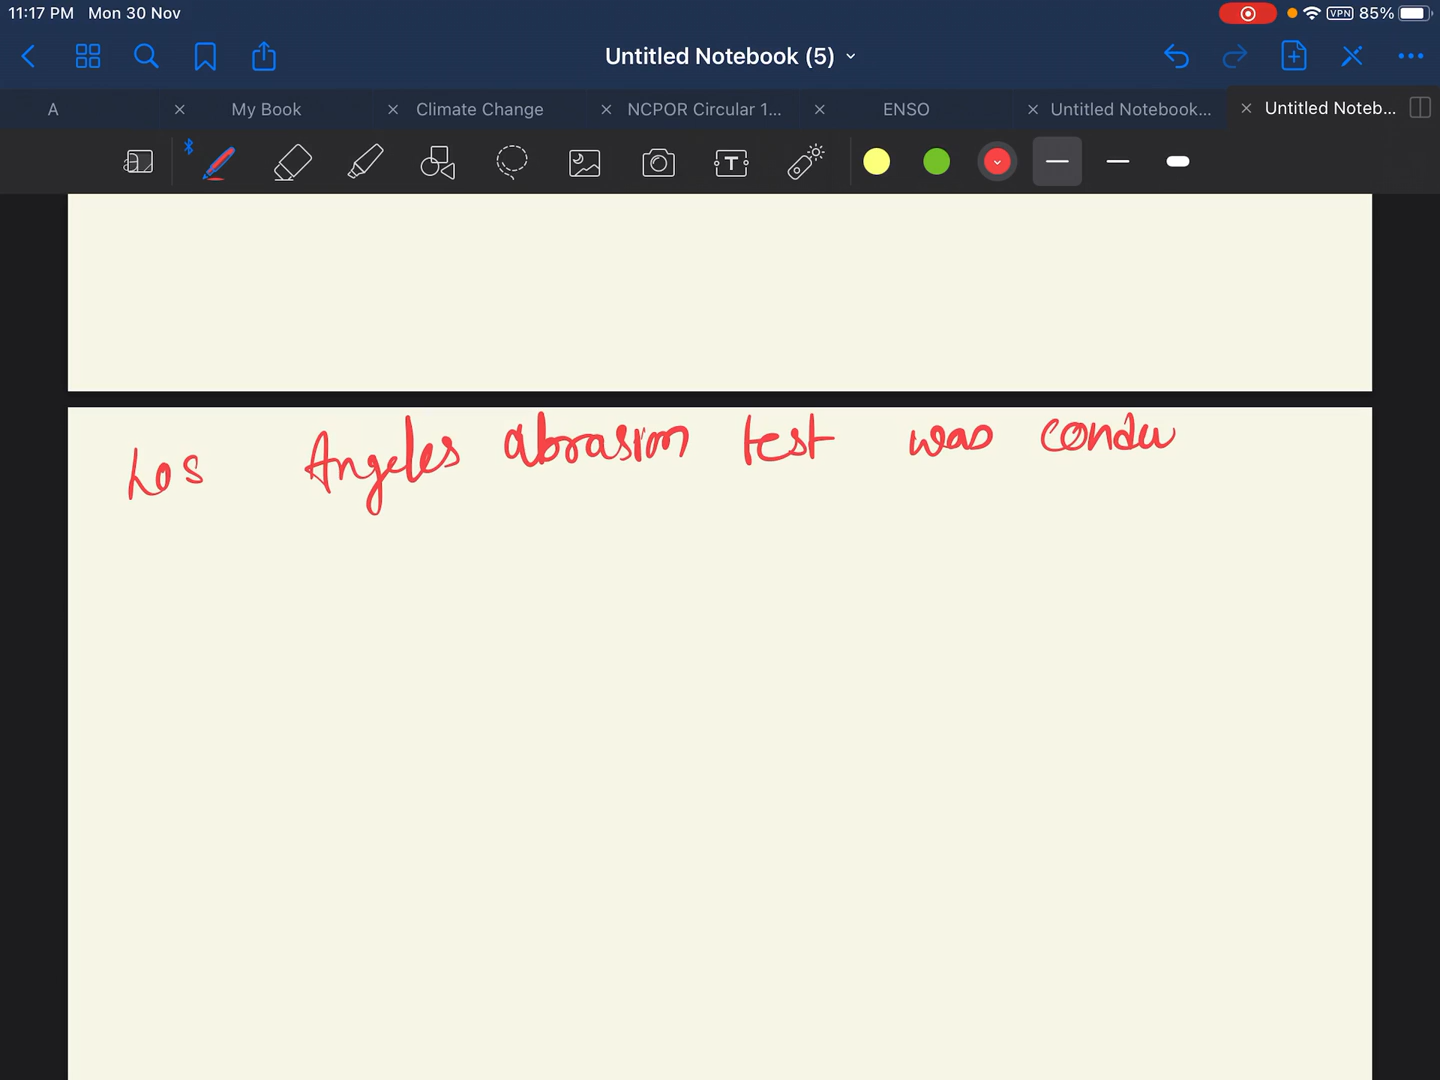 11:17 PM Mon 30 Nov VPN 85%
Untitled Notebook (5)
A My Book Climate Change NCPOR Circular 1... ENSO Untitled Notebook... Untitled Noteb...
Los Angeles abrasion test was condu